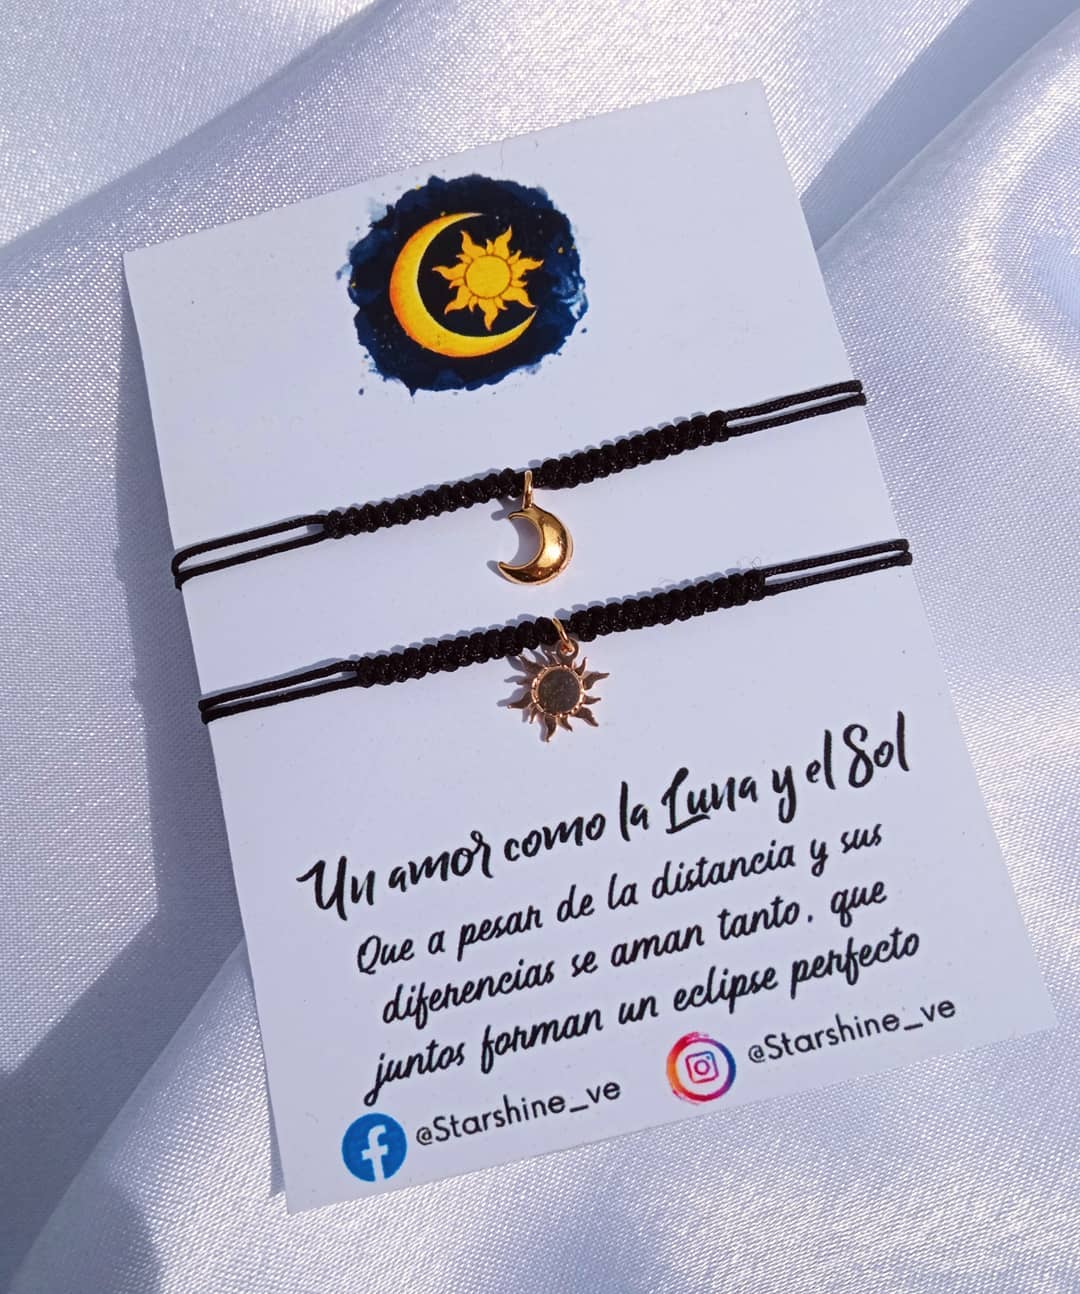 Un amor como la Luna y el Sol
Que a pesar de la distancia y sus
diferencias se aman tanto, que
juntos forman un eclipse perfecto
@Starshine_ve
@Starshine_ve